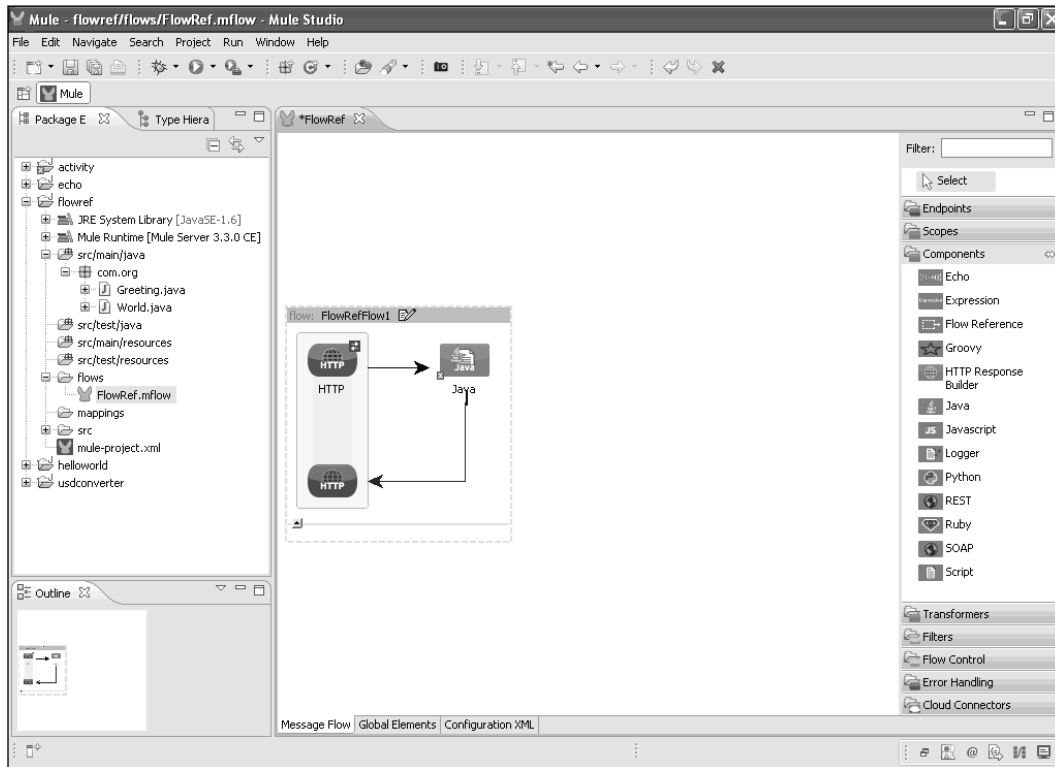 Mule - flowref/flows/FlowRef.mflow - Mule Studio
File Edit Navigate Search Project Run Window Help
Mule
Package E
Type Hiera
activity
echo
flowref
JRE System Library [JavaSE-1.6]
Mule Runtime [Mule Server 3.3.0 CE]
src/main/java
com.org
Greeting.java
World.java
src/test/java
src/main/resources
src/test/resources
flows
FlowRef.mflow
mappings
src
mule-project.xml
helloworld
usdconverter
Outline
*FlowRef
flow: FlowRefFlow1
HTTP
HTTP
Java
Java
HTTP
Message Flow Global Elements Configuration XML
Filter:
Select
Endpoints
Scopes
Components
Echo
Expression
Flow Reference
Groovy
HTTP Response
Builder
Java
JS Javascript
Logger
Python
REST
Ruby
SOAP
Script
Transformers
Filters
Flow Control
Error Handling
Cloud Connectors